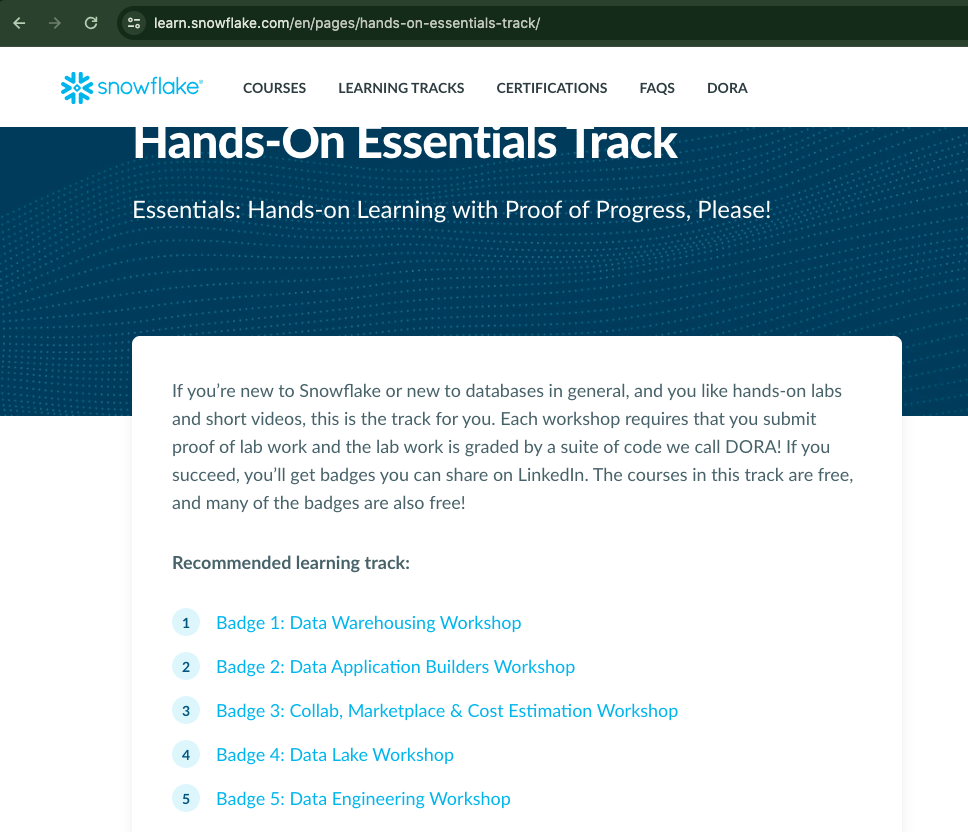 learn.snowflake.com/en/pages/hands-on-essentials-track/
snowflake®
COURSES
LEARNING TRACKS
CERTIFICATIONS
FAQS
DORA
Hands-On Essentials Track
Essentials: Hands-on Learning with Proof of Progress, Please!
If you’re new to Snowflake or new to databases in general, and you like hands-on labs
and short videos, this is the track for you. Each workshop requires that you submit
proof of lab work and the lab work is graded by a suite of code we call DORA! If you
succeed, you’ll get badges you can share on LinkedIn. The courses in this track are free,
and many of the badges are also free!
Recommended learning track:
1 Badge 1: Data Warehousing Workshop
2 Badge 2: Data Application Builders Workshop
3 Badge 3: Collab, Marketplace & Cost Estimation Workshop
4 Badge 4: Data Lake Workshop
5 Badge 5: Data Engineering Workshop